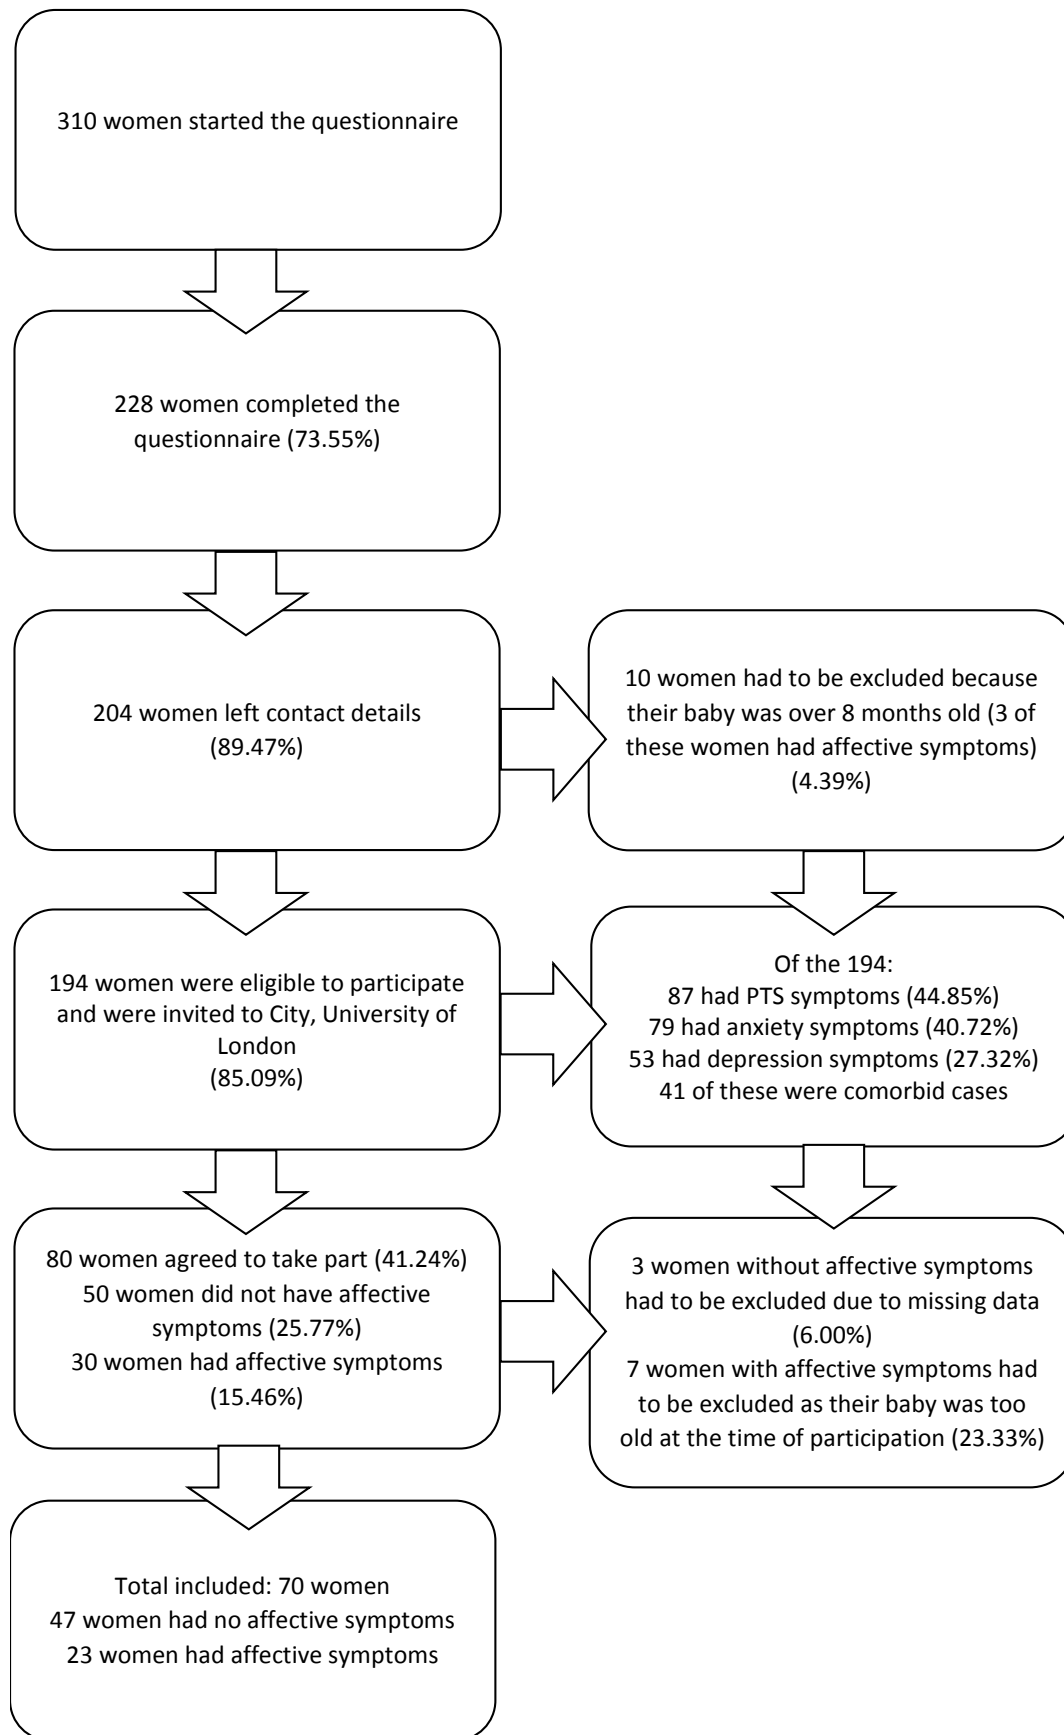 310 women started the questionnaire
228 women completed the
questionnaire (73.55%)
204 women left contact details
(89.47%)
10 women had to be excluded because
their baby was over 8 months old (3 of
these women had affective symptoms)
(4.39%)
194 women were eligible to participate
and were invited to City, University of
London
(85.09%)
Of the 194:
87 had PTS symptoms (44.85%)
79 had anxiety symptoms (40.72%)
53 had depression symptoms (27.32%)
41 of these were comorbid cases
80 women agreed to take part (41.24%)
50 women did not have affective
symptoms (25.77%)
30 women had affective symptoms
(15.46%)
3 women without affective symptoms
had to be excluded due to missing data
(6.00%)
7 women with affective symptoms had
to be excluded as their baby was too
old at the time of participation (23.33%)
Total included: 70 women
47 women had no affective symptoms
23 women had affective symptoms